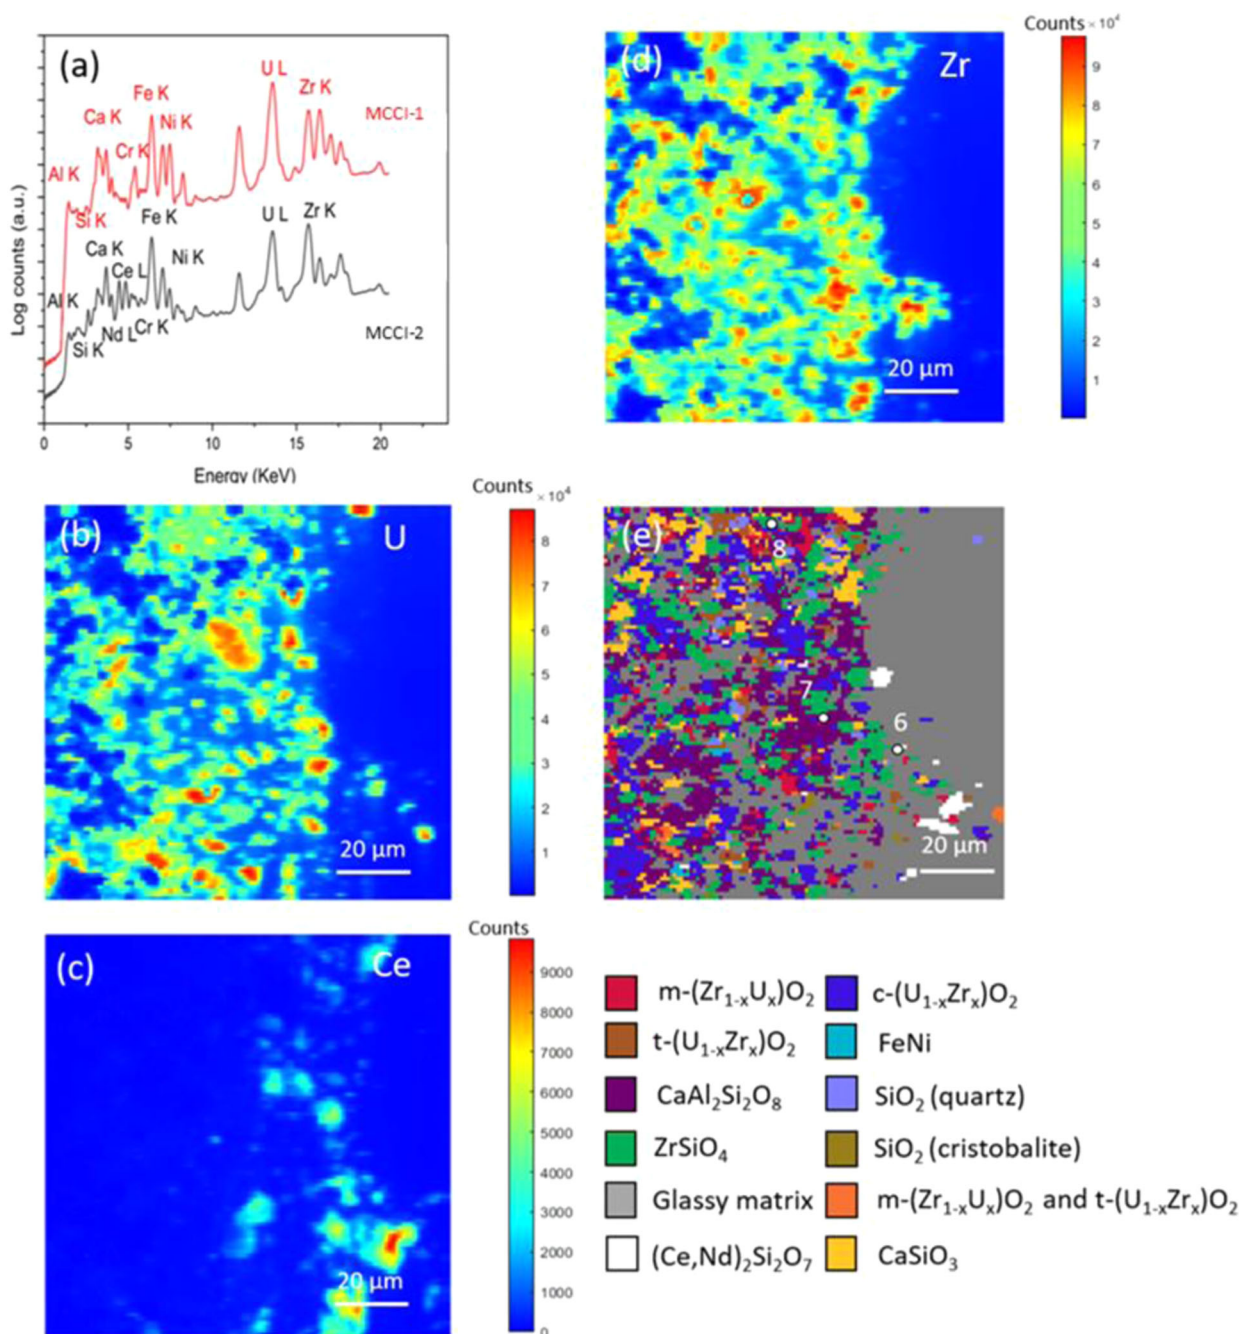 (a)
U L
Fe K
Zr K
Ca K
Ni K
MCCI-1
Cr K
Al K
Si K
Fe K
U L
Zr K
Ca K
Ni K
Ce L
Al K
Nd L
Cr K
Si K
MCCI-2
Log counts (a.u.)
0
5
10
15
20
Energy (KeV)
(d)
Zr
20 µm
Counts
× 10⁴
9
8
7
6
5
4
3
2
1
(b)
U
20 µm
Counts
× 10⁴
8
7
6
5
4
3
2
1
(e)
8
7
6
20 µm
(c)
Ce
20 µm
Counts
9000
8000
7000
6000
5000
4000
3000
2000
1000
0
m-(Zr₁₋ₓUₓ)O₂
c-(U₁₋ₓZrₓ)O₂
t-(U₁₋ₓZrₓ)O₂
FeNi
CaAl₂Si₂O₈
SiO₂ (quartz)
ZrSiO₄
SiO₂ (cristobalite)
Glassy matrix
m-(Zr₁₋ₓUₓ)O₂ and t-(U₁₋ₓZrₓ)O₂
(Ce,Nd)₂Si₂O₇
CaSiO₃